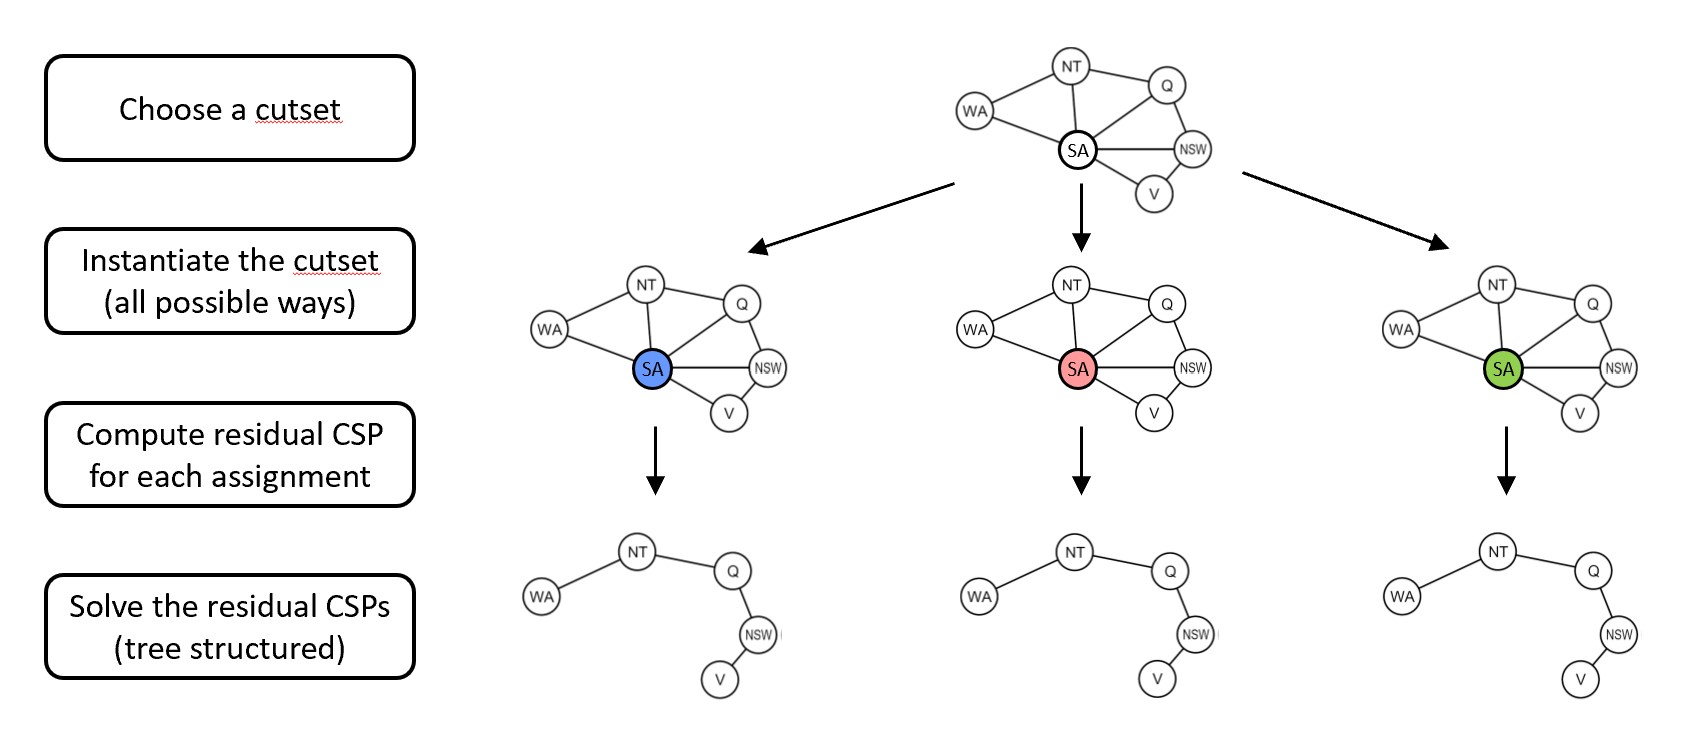 Choose a cutset
Instantiate the cutset
(all possible ways)
Compute residual CSP
for each assignment
Solve the residual CSPs
(tree structured)
NT
Q
WA
SA
NSW
V
NT
Q
WA
SA
NSW
V
NT
Q
WA
SA
NSW
V
NT
Q
WA
SA
NSW
V
NT
Q
WA
NSW
V
NT
Q
WA
NSW
V
NT
Q
WA
NSW
V